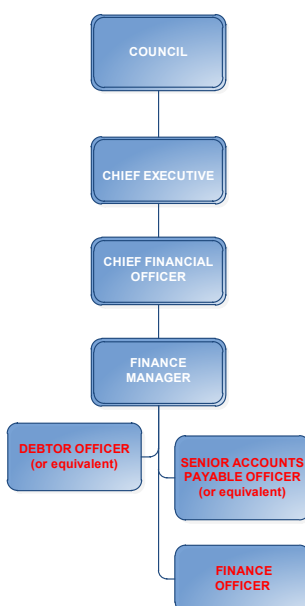 COUNCIL
CHIEF EXECUTIVE
CHIEF FINANCIAL
OFFICER
FINANCE
MANAGER
DEBTOR OFFICER
(or equivalent)
SENIOR ACCOUNTS
PAYABLE OFFICER
(or equivalent)
FINANCE
OFFICER